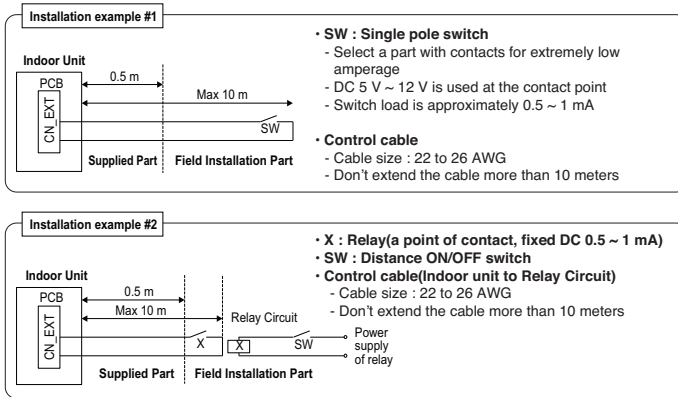 Installation example #1
Indoor Unit
PCB
0.5 m
Max 10 m
CN_EXT
SW
Supplied Part
Field Installation Part
• SW : Single pole switch
- Select a part with contacts for extremely low
amperage
- DC 5 V ~ 12 V is used at the contact point
- Switch load is approximately 0.5 ~ 1 mA
• Control cable
- Cable size : 22 to 26 AWG
- Don't extend the cable more than 10 meters
Installation example #2
Indoor Unit
PCB
0.5 m
Max 10 m
Relay Circuit
CN_EXT
X
X
SW
Power
supply
of relay
Supplied Part
Field Installation Part
• X : Relay(a point of contact, fixed DC 0.5 ~ 1 mA)
• SW : Distance ON/OFF switch
• Control cable(Indoor unit to Relay Circuit)
- Cable size : 22 to 26 AWG
- Don't extend the cable more than 10 meters